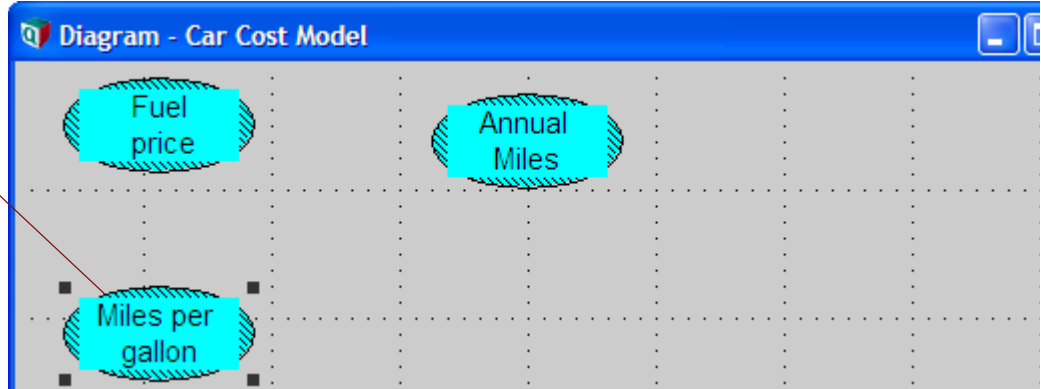 Diagram - Car Cost Model
Fuel
price
Annual
Miles
Miles per
gallon